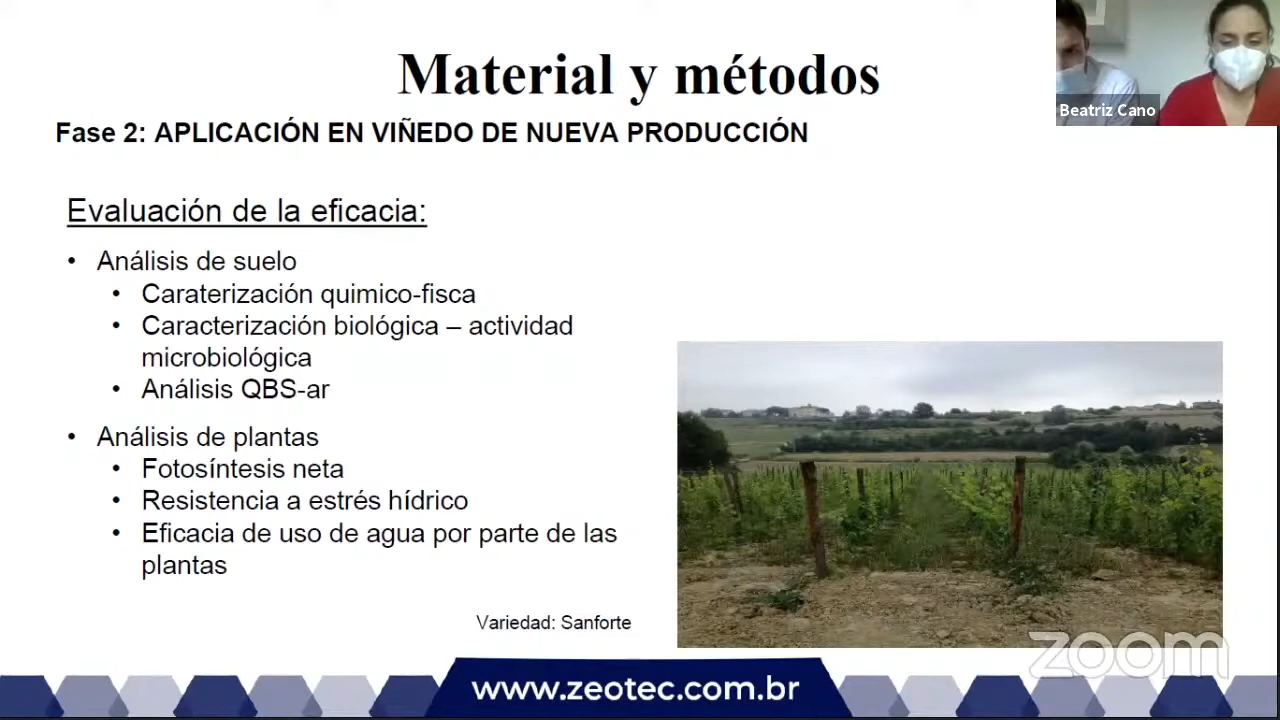 Material y métodos
Beatriz Cano
Fase 2: APLICACIÓN EN VIÑEDO DE NUEVA PRODUCCIÓN
Evaluación de la eficacia:
• Análisis de suelo
• Caraterización quimico-fisca
• Caracterización biológica – actividad
microbiológica
• Análisis QBS-ar
• Análisis de plantas
• Fotosíntesis neta
• Resistencia a estrés hídrico
• Eficacia de uso de agua por parte de las
plantas
Variedad: Sanforte
zoom
www.zeotec.com.br